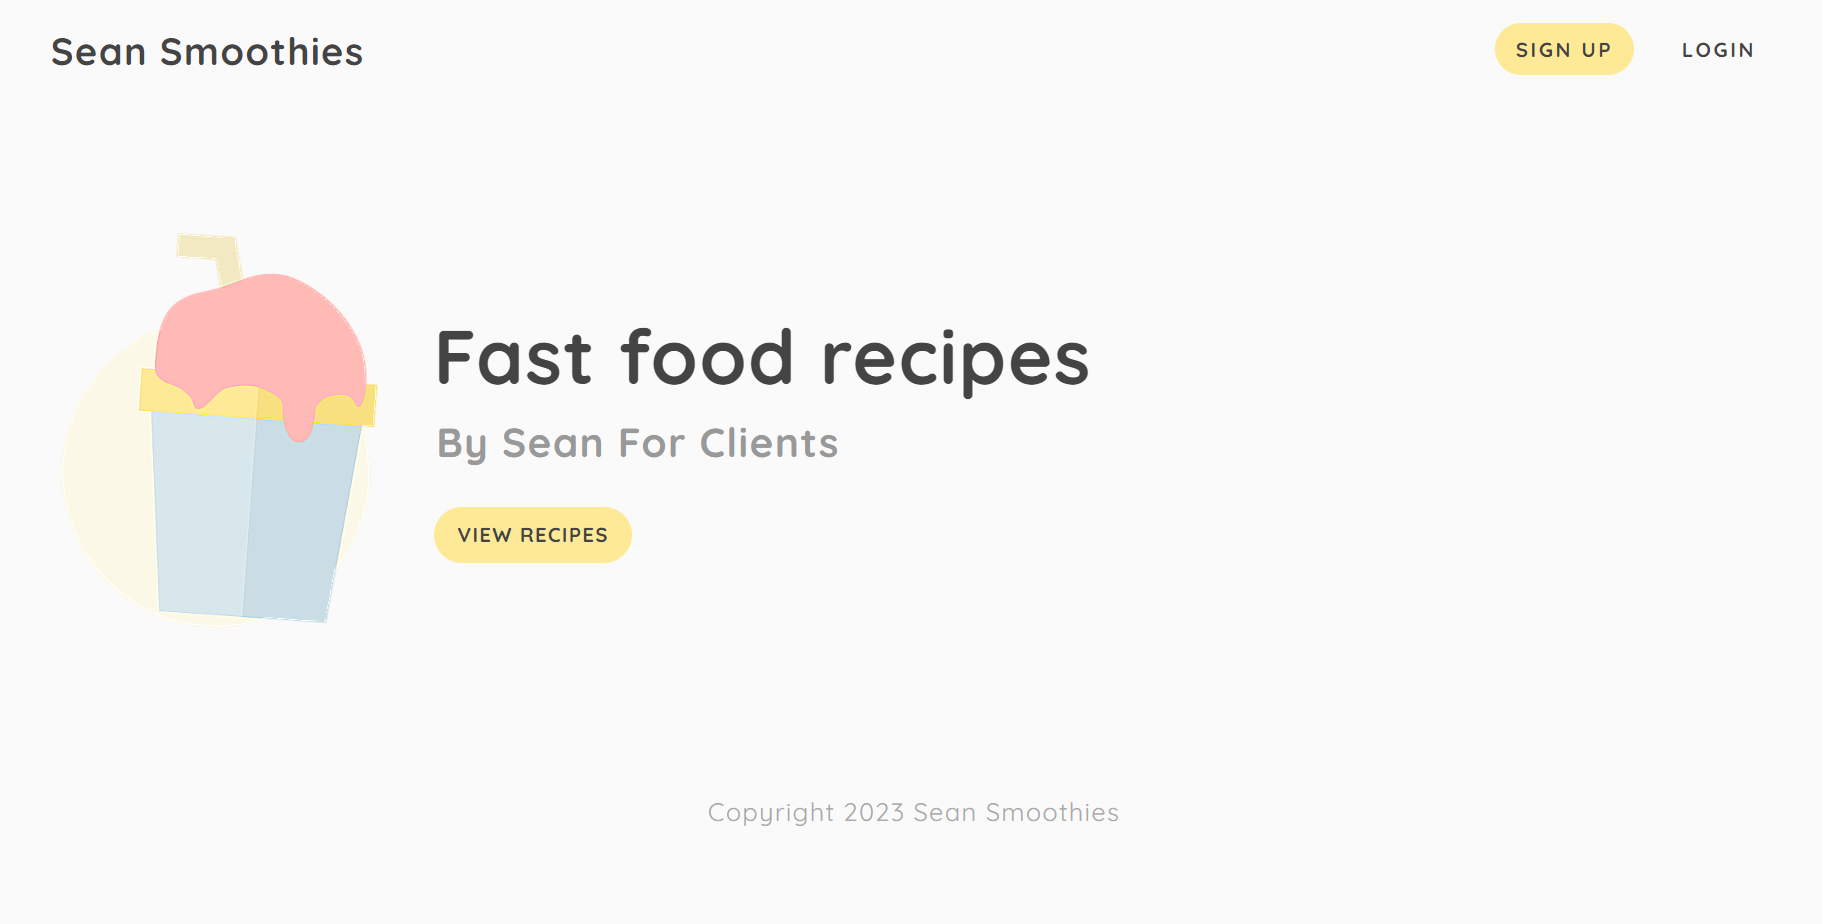 Sean Smoothies
SIGN UP
LOGIN
Fast food recipes
By Sean For Clients
VIEW RECIPES
Copyright 2023 Sean Smoothies